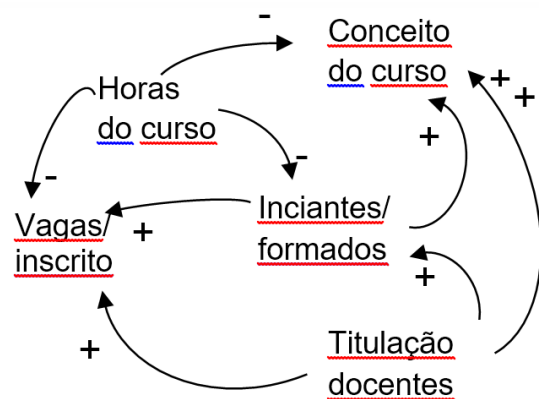 -
Conceito
do curso
+
+
Horas
do curso
+
-
-
Vagas/
inscrito
+
Inciantes/
formados
+
+
Titulação
docentes